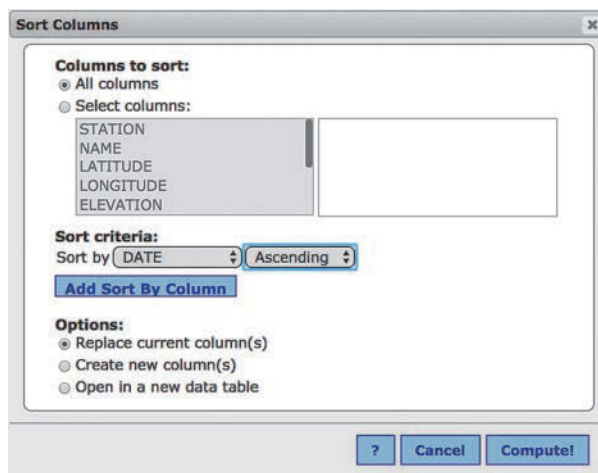 Sort Columns
Columns to sort:
All columns
Select columns:
STATION
NAME
LATITUDE
LONGITUDE
ELEVATION
Sort criteria:
Sort by DATE Ascending
Add Sort By Column
Options:
Replace current column(s)
Create new column(s)
Open in a new data table
? Cancel Compute!